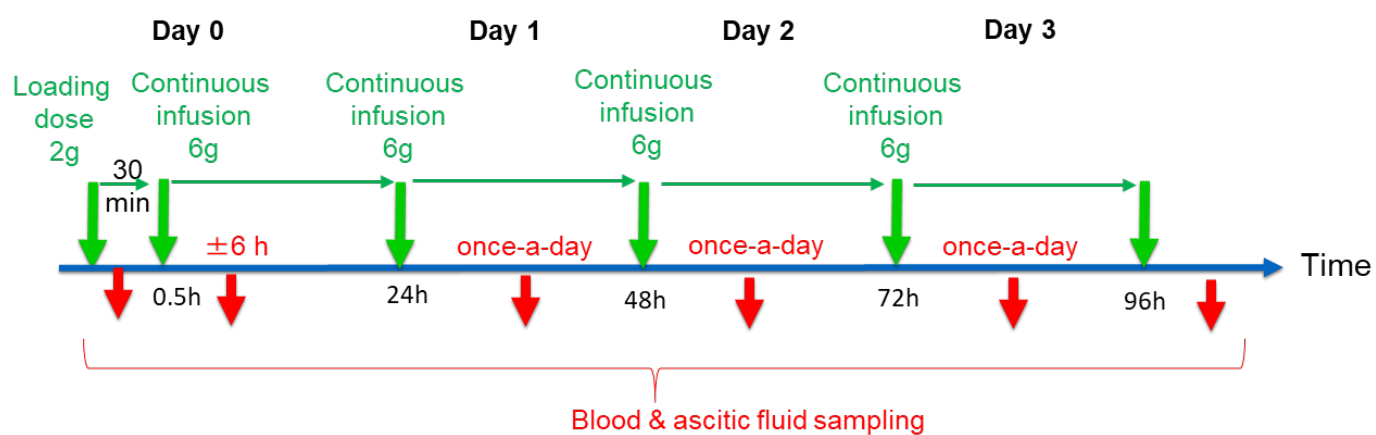 Day 0
Day 1
Day 2
Day 3
Loading
dose
2g
Continuous
infusion
6g
Continuous
infusion
6g
Continuous
infusion
6g
Continuous
infusion
6g
30
min
±6 h
once-a-day
once-a-day
once-a-day
Time
0.5h
24h
48h
72h
96h
Blood & ascitic fluid sampling